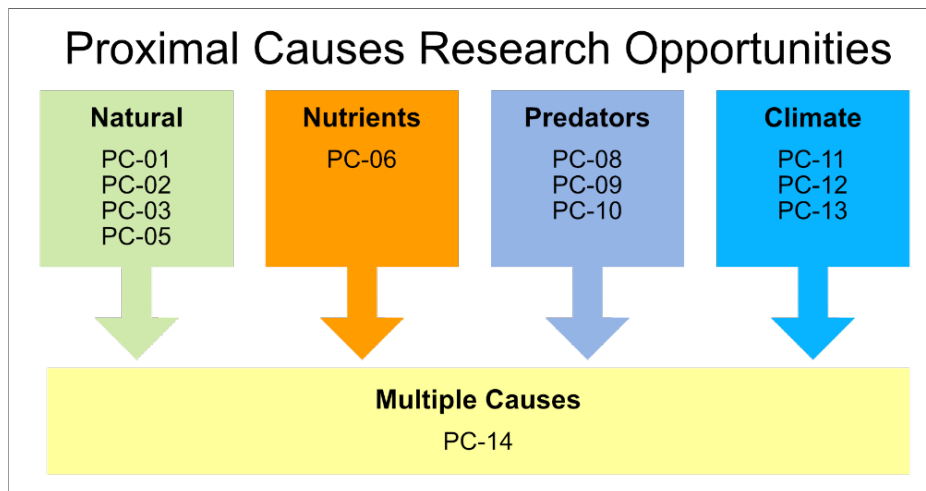 Proximal Causes Research Opportunities
Natural
PC-01
PC-02
PC-03
PC-05
Nutrients
PC-06
Predators
PC-08
PC-09
PC-10
Climate
PC-11
PC-12
PC-13
Multiple Causes
PC-14